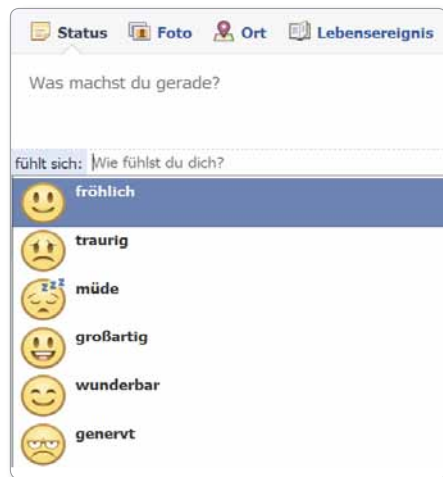 Status Foto Ort Lebensereignis
Was machst du gerade?
fühlt sich: Wie fühlst du dich?
fröhlich
traurig
zzz
müde
großartig
wunderbar
genervt